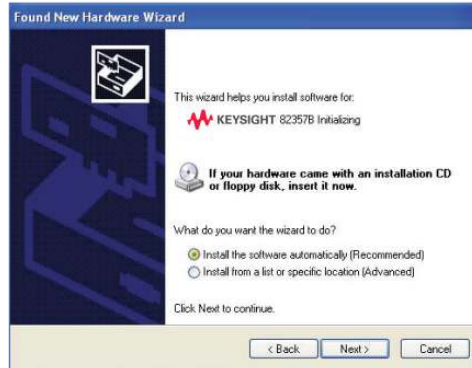 Found New Hardware Wizard
This wizard helps you install software for:
KEYSIGHT 82357B Initializing
If your hardware came with an installation CD
or floppy disk, insert it now.
What do you want the wizard to do?
Install the software automatically (Recommended)
Install from a list or specific location (Advanced)
Click Next to continue.
< Back Next > Cancel